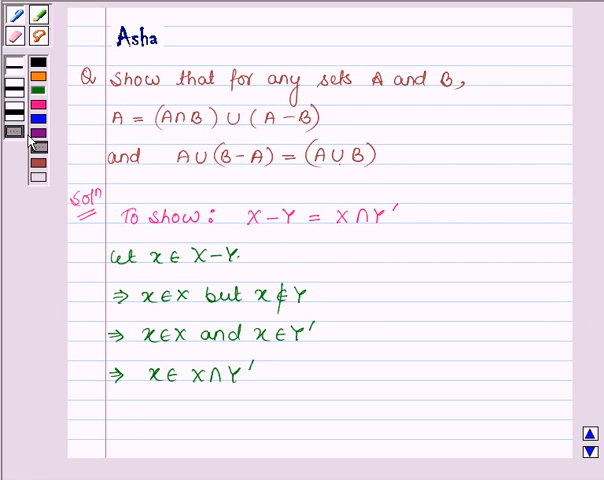 Asha
Q Show that for any sets A and B,
A = (A∩B) ∪ (A – B)
and A∪(B – A) = (A∪B)
Solⁿ
To show: X – Y = X∩Y'
Let x ∈ X – Y.
⇒ x ∈ X but x ∉ Y
⇒ x ∈ X and x ∈ Y'
⇒ x ∈ X∩Y'